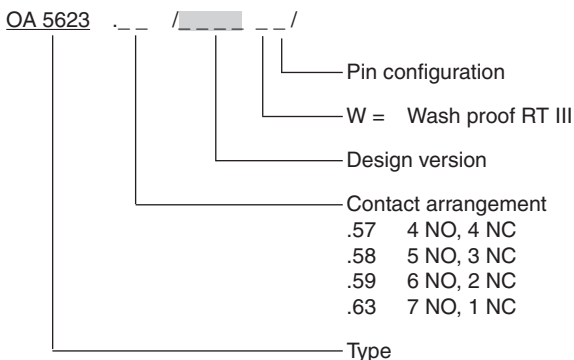 OA 5623 ._ _ /_ _ _ _ _ _/
Pin configuration
W = Wash proof RT III
Design version
Contact arrangement
.57 4 NO, 4 NC
.58 5 NO, 3 NC
.59 6 NO, 2 NC
.63 7 NO, 1 NC
Type